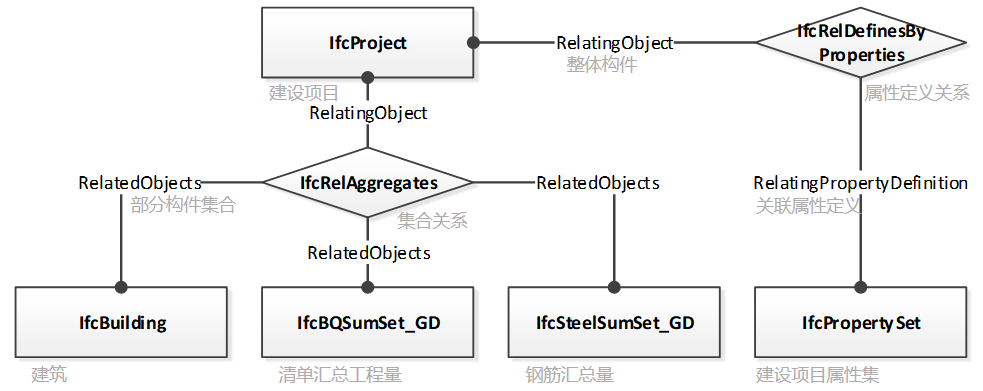 IfcProject
建设项目
RelatingObject
整体构件
IfcRelDefinesBy
Properties
属性定义关系
RelatingObject
IfcRelAggregates
集合关系
RelatedObjects
部分构件集合
RelatedObjects
RelatedObjects
RelatingPropertyDefinition
关联属性定义
IfcBuilding
建筑
IfcBQSumSet_GD
清单汇总工程量
IfcSteelSumSet_GD
钢筋汇总量
IfcPropertySet
建设项目属性集